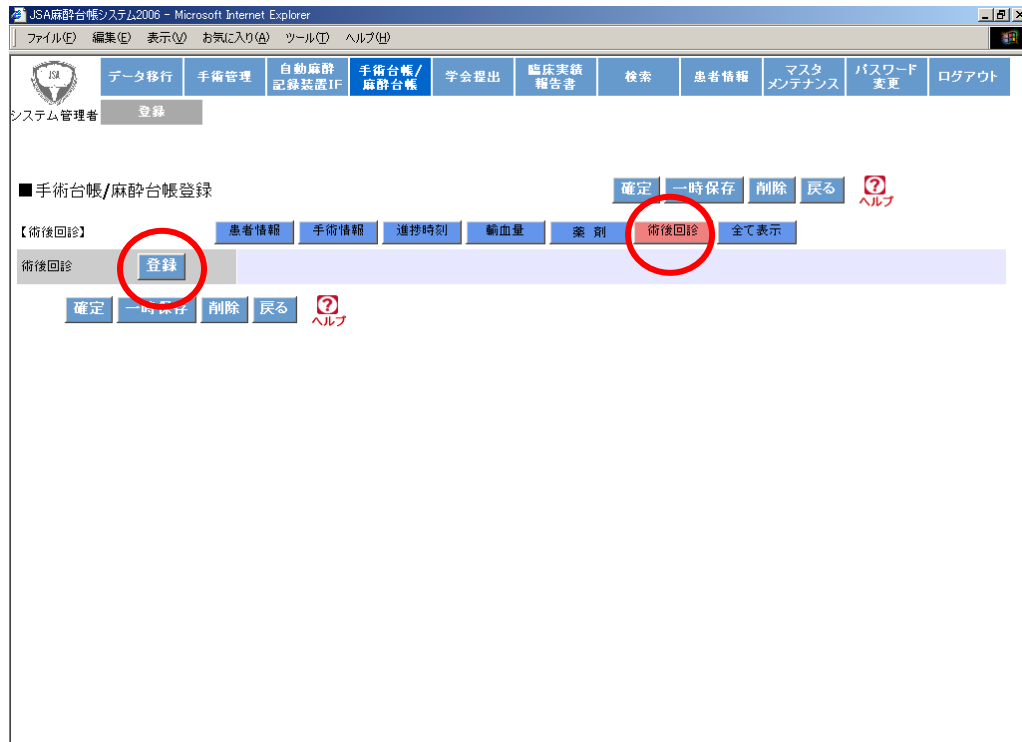 JSA麻酔台帳システム2006 - Microsoft Internet Explorer
ファイル(F) 編集(E) 表示(V) お気に入り(A) ツール(T) ヘルプ(H)
JSA
データ移行 手術管理 自動麻酔記録装置IF 手術台帳/麻酔台帳 学会提出 臨床実績報告書 検索 患者情報 マスタメンテナンス パスワード変更 ログアウト
システム管理者 登録
■手術台帳/麻酔台帳登録 確定 一時保存 削除 戻る ヘルプ
【術後回診】 患者情報 手術情報 進捗時刻 輸血量 薬 剤 術後回診 全て表示
術後回診 登録
確定 一時保存 削除 戻る ヘルプ